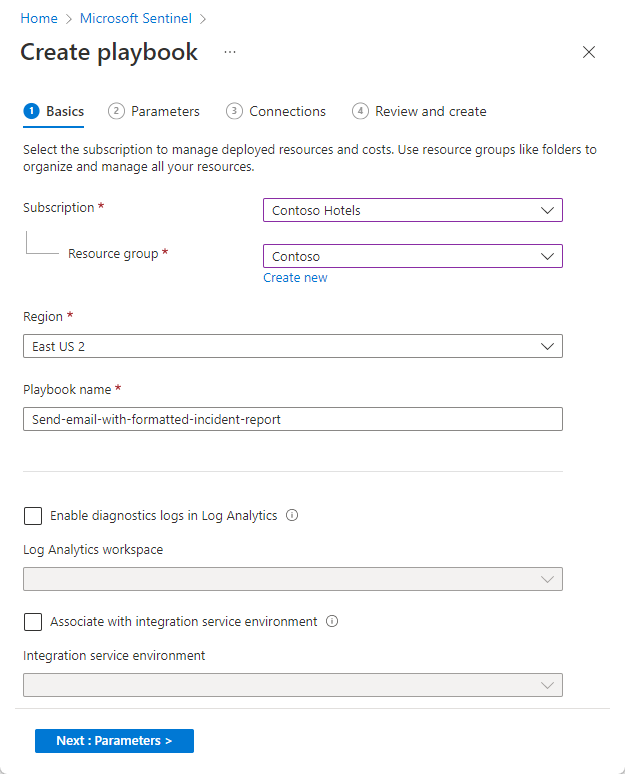 Home > Microsoft Sentinel >
Create playbook ...
1 Basics 2 Parameters 3 Connections 4 Review and create
Select the subscription to manage deployed resources and costs. Use resource groups like folders to
organize and manage all your resources.
Subscription * Contoso Hotels
Resource group * Contoso
Create new
Region *
East US 2
Playbook name *
Send-email-with-formatted-incident-report
Enable diagnostics logs in Log Analytics
Log Analytics workspace
Associate with integration service environment
Integration service environment
Next : Parameters >